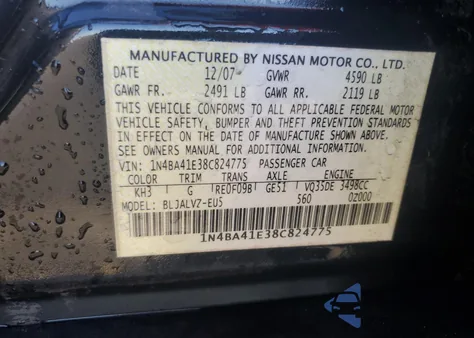 MANUFACTURED BY NISSAN MOTOR CO., LTD.
DATE 12/07 GVWR 4590 LB
GAWR FR. 2491 LB GAWR RR. 2119 LB
THIS VEHICLE CONFORMS TO ALL APPLICABLE FEDERAL MOTOR
VEHICLE SAFETY, BUMPER AND THEFT PREVENTION STANDARDS
IN EFFECT ON THE DATE OF MANUFACTURE SHOWN ABOVE.
SEE OWNERS MANUAL FOR ADDITIONAL INFORMATION
VIN: 1N4BA41E38C824775 PASSENGER CAR
COLOR TRIM TRANS AXLE ENGINE
KH3 G RE0F09B GE51 VQ35DE 3498CC
MODEL: BLJALVZ-EUS 560 02000
1N4BA41E38C824775